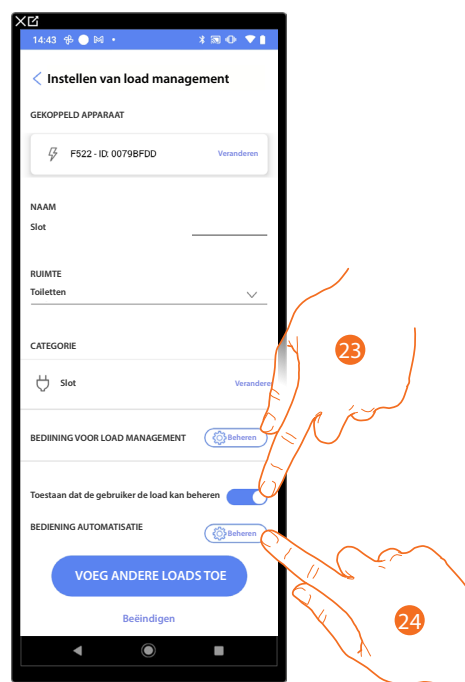 14:43
Instellen van load management
GEKOPPELD APPARAAT
F522 - ID: 0079BFDD Veranderen
NAAM
Slot
RUIMTE
Toiletten
CATEGORIE
Slot Verandere
BEDIINING VOOR LOAD MANAGEMENT Beheren
Toestaan dat de gebruiker de load kan beheren
BEDIENING AUTOMATISATIE Beheren
VOEG ANDERE LOADS TOE
Beëindigen
23
24